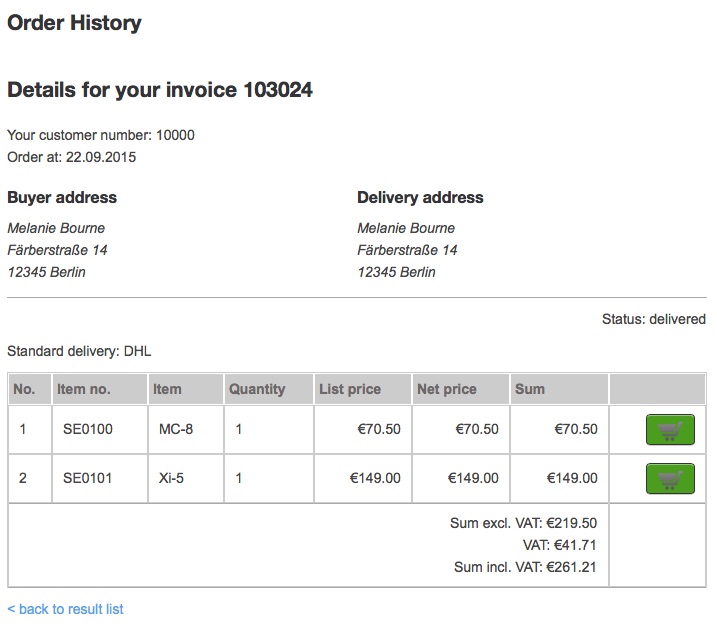 Order History
Details for your invoice 103024
Your customer number: 10000
Order at: 22.09.2015
Buyer address
Melanie Bourne
Färberstraße 14
12345 Berlin
Delivery address
Melanie Bourne
Färberstraße 14
12345 Berlin
Status: delivered
Standard delivery: DHL
No. Item no. Item Quantity List price Net price Sum
1 SE0100 MC-8 1 €70.50 €70.50 €70.50
2 SE0101 Xi-5 1 €149.00 €149.00 €149.00
Sum excl. VAT: €219.50
VAT: €41.71
Sum incl. VAT: €261.21
< back to result list